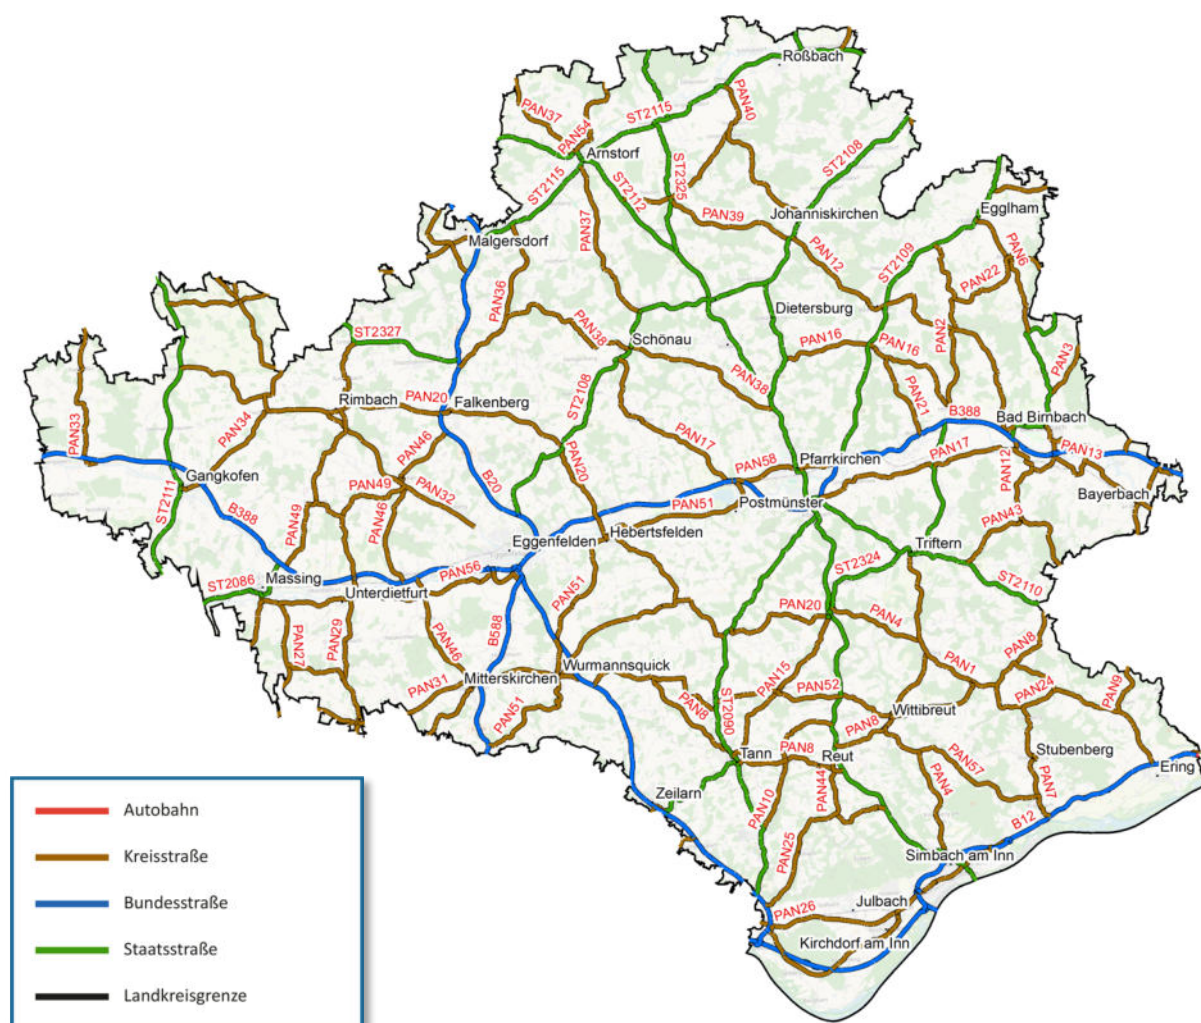 Roßbach
PAN37
PAN54
ST2115
PAN40
Arnstorf
ST2108
ST2115
ST2112
ST2325
PAN39
Johanniskirchen
Egglham
PAN37
Malgersdorf
PAN12
ST2109
PAN6
PAN22
PAN36
Dietersburg
ST2327
PAN38
Schönau
PAN16
PAN16
PAN2
PAN3
PAN38
ST2108
Rimbach
PAN20
Falkenberg
PAN34
PAN33
PAN21
B388
Bad Birnbach
PAN46
PAN17
PAN20
Gangkofen
PAN58
Pfarrkirchen
PAN17
PAN12
PAN13
ST2111
B388
PAN49
PAN49
PAN32
B20
PAN51
Postmünster
Bayerbach
PAN46
PAN43
Eggenfelden
Hebertsfelden
Triftern
ST2086
Massing
PAN56
Unterdietfurt
PAN51
ST2324
ST2110
PAN20
PAN4
PAN27
PAN29
PAN46
B588
PAN8
Wurmannsquick
PAN15
PAN1
PAN31
Mitterskirchen
PAN52
PAN24
PAN9
PAN51
PAN8
ST2090
Wittibreut
PAN8
Tann
PAN8
Reut
PAN57
Stubenberg
Ering
PAN44
PAN4
PAN7
Zeilarn
PAN10
B12
PAN25
Simbach am Inn
PAN26
Julbach
Kirchdorf am Inn
Autobahn
Kreisstraße
Bundesstraße
Staatsstraße
Landkreisgrenze